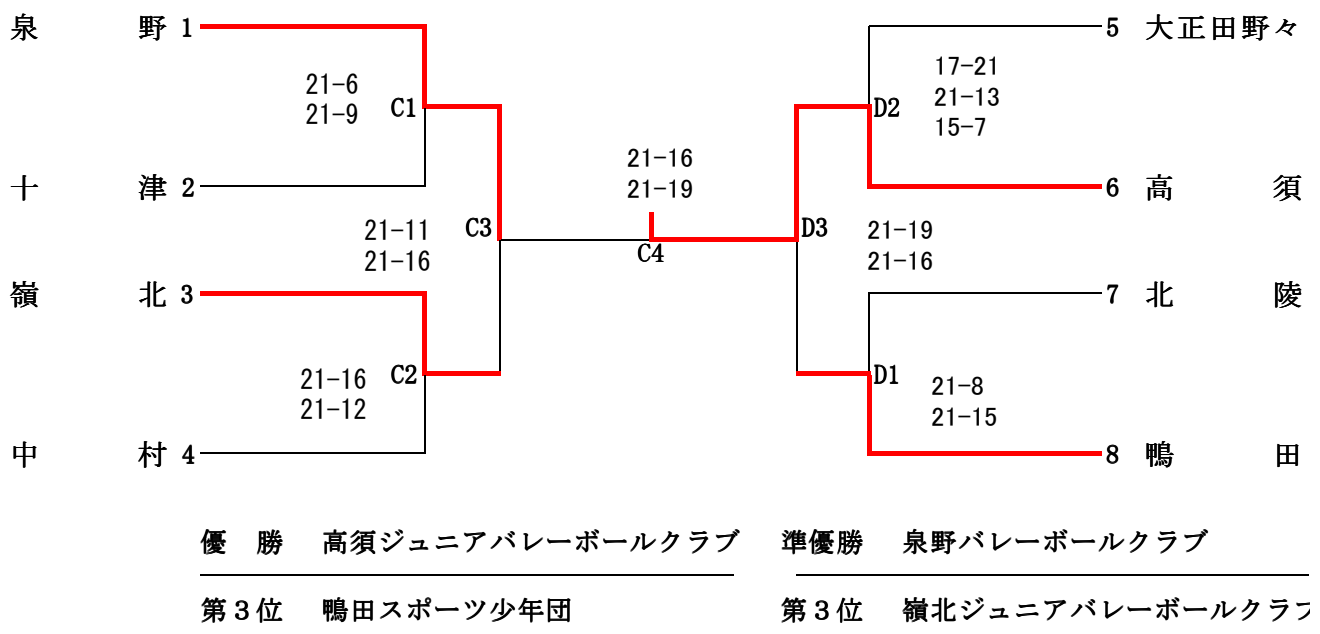 泉　野 1
5 大正田野々
21-6
21-9
C1
17-21
21-13
15-7
D2
十　津 2
21-16
21-19
6 高　須
21-11
21-16
C3
C4
D3
21-19
21-16
嶺　北 3
7 北　陵
21-16
21-12
C2
D1
21-8
21-15
中　村 4
8 鴨　田
優　勝　高須ジュニアバレーボールクラブ　準優勝　泉野バレーボールクラブ
第３位　鴨田スポーツ少年団　第３位　嶺北ジュニアバレーボールクラブ